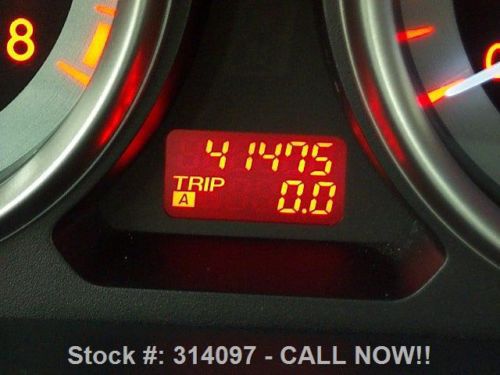 8
41475
TRIP
A 0.0
Stock #: 314097 - CALL NOW!!